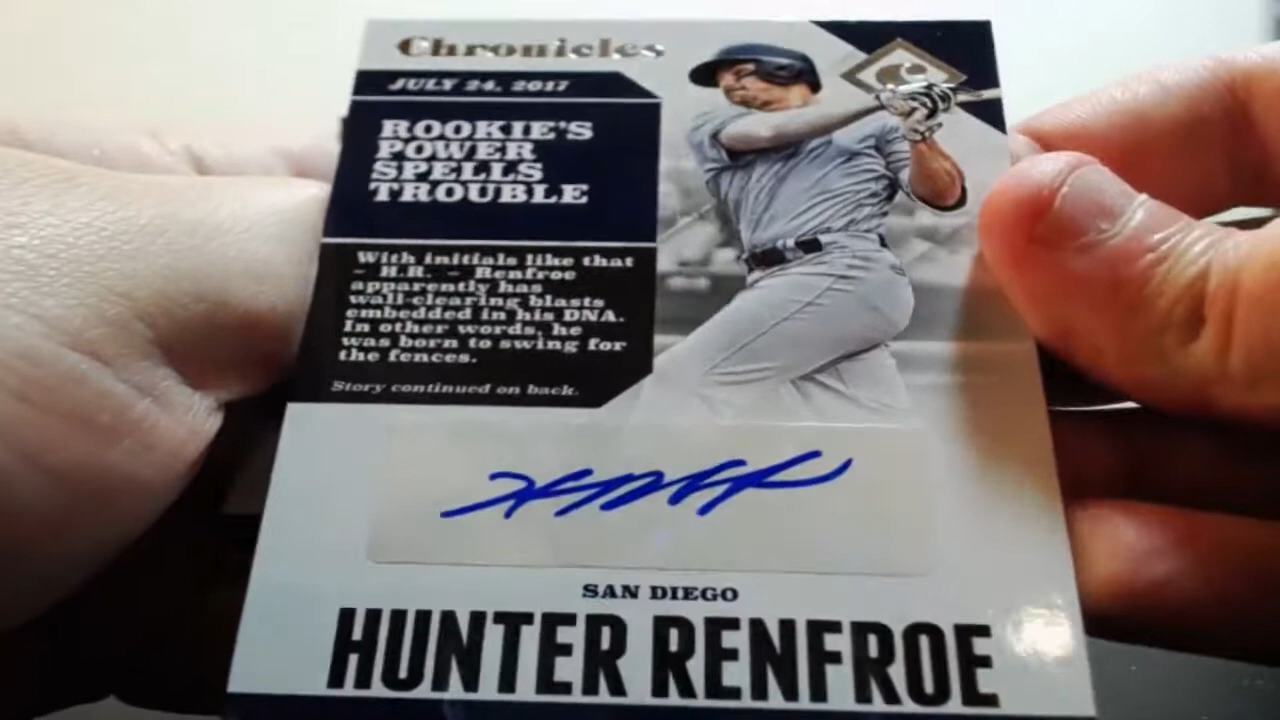 Chronicles
JULY 24, 2017
ROOKIE'S
POWER
SPELLS
TROUBLE
With initials like that
– H.R. – Renfroe
apparently has
wall-clearing blasts
embedded in his DNA.
In other words, he
was born to swing for
the fences.
Story continued on back.
SAN DIEGO
HUNTER RENFROE